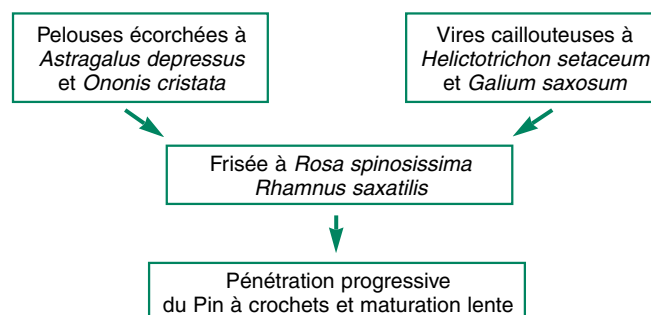 Pelouses écorchées à
Astragalus depressus
et Ononis cristata
Vires caillouteuses à
Helictotrichon setaceum
et Galium saxosum
Frisée à Rosa spinosissima
Rhamnus saxatilis
Pénétration progressive
du Pin à crochets et maturation lente